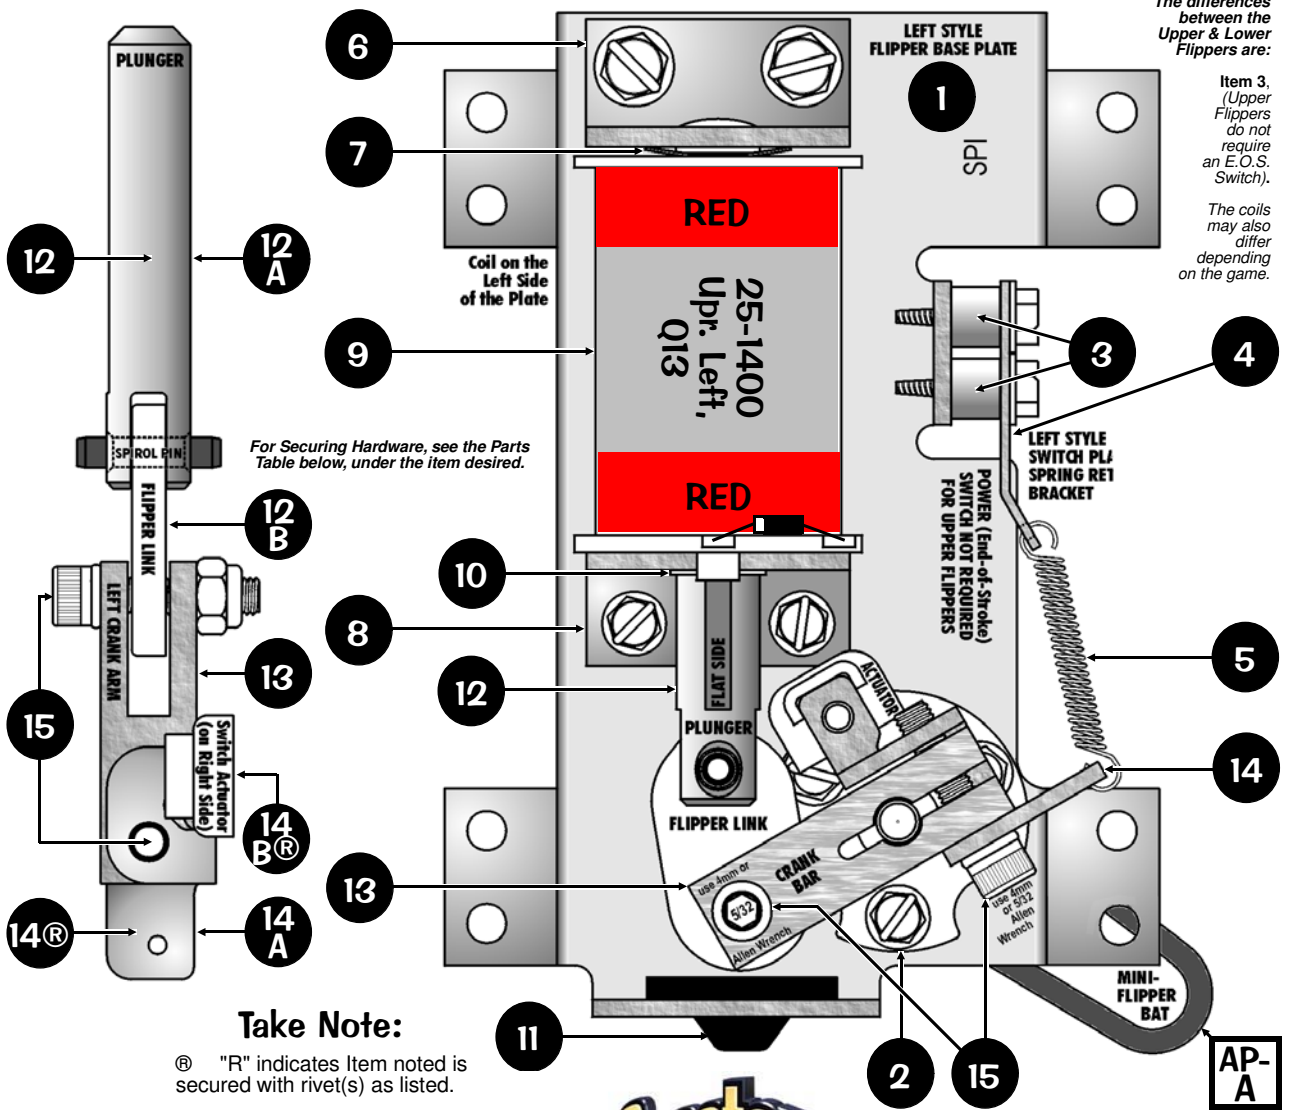 The differences
between the
Upper & Lower
Flippers are:
Item 3,
(Upper
Flippers
do not
require
an E.O.S.
Switch).
The coils
may also
differ
depending
on the game.
PLUNGER
12
12
A
SPIROL PIN
FLIPPER LINK
12
B
LEFT CRANK ARM
13
15
Switch Actuator
(on Right Side)
14
B®
14®
14
A
For Securing Hardware, see the Parts
Table below, under the item desired.
Take Note:
® "R" indicates Item noted is
secured with rivet(s) as listed.
6
LEFT STYLE
FLIPPER BASE PLATE
1
7
SPI
RED
Coil on the
Left Side
of the Plate
9
25-1400
Upr. Left,
Q13
RED
3
4
LEFT STYLE
SWITCH PLA
SPRING RET
BRACKET
POWER (End-of-Stroke)
SWITCH NOT REQUIRED
FOR UPPER FLIPPERS
10
8
12
FLAT SIDE
PLUNGER
ACTUATOR
5
14
FLIPPER LINK
13
use 4mm or
5/32
Allen Wrench
CRANK
BAR
use 4mm
or 5/32
Allen
Wrench
MINI-
FLIPPER
BAT
11
2
15
AP-
A